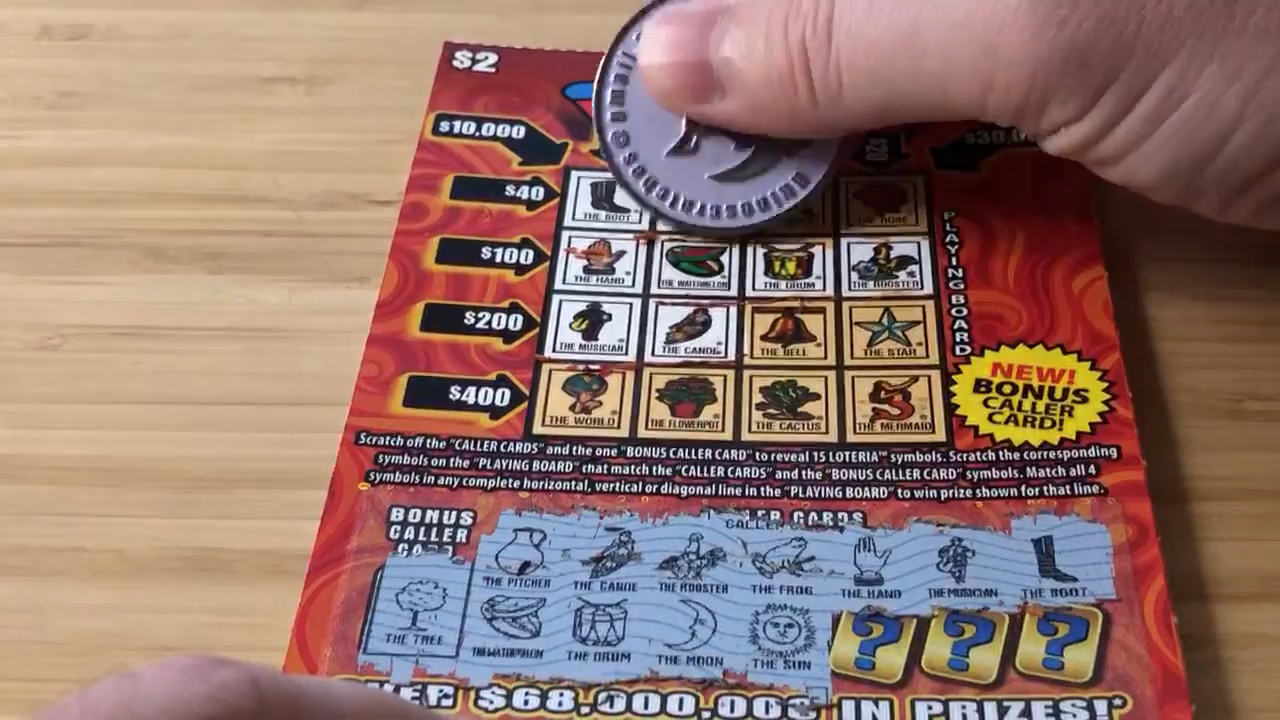 $2
$10,000
$20
$40
THE BOOT
THE ROSE
$100
THE HAND
THE WATERMELON
THE DRUM
THE ROOSTER
$200
THE MUSICIAN
THE CANOE
THE BELL
THE STAR
$400
THE WORLD
THE FLOWERPOT
THE CACTUS
THE MERMAID
PLAYING BOARD
NEW!
BONUS
CALLER
CARD!
Scratch off the "CALLER CARDS" and the one "BONUS CALLER CARD" to reveal 15 LOTERIA™ symbols. Scratch the corresponding
symbols on the "PLAYING BOARD" that match the "CALLER CARDS" and the "BONUS CALLER CARD" symbols. Match all 4
symbols in any complete horizontal, vertical or diagonal line in the "PLAYING BOARD" to win prize shown for that line.
BONUS
CALLER
CARD
CALLER CARDS
THE PITCHER
THE CANOE
THE ROOSTER
THE FROG
THE HAND
THE MUSICIAN
THE BOOT
THE TREE
THE WATERMELON
THE DRUM
THE MOON
THE SUN
? ? ?
OVER $68,000,000 IN PRIZES!*